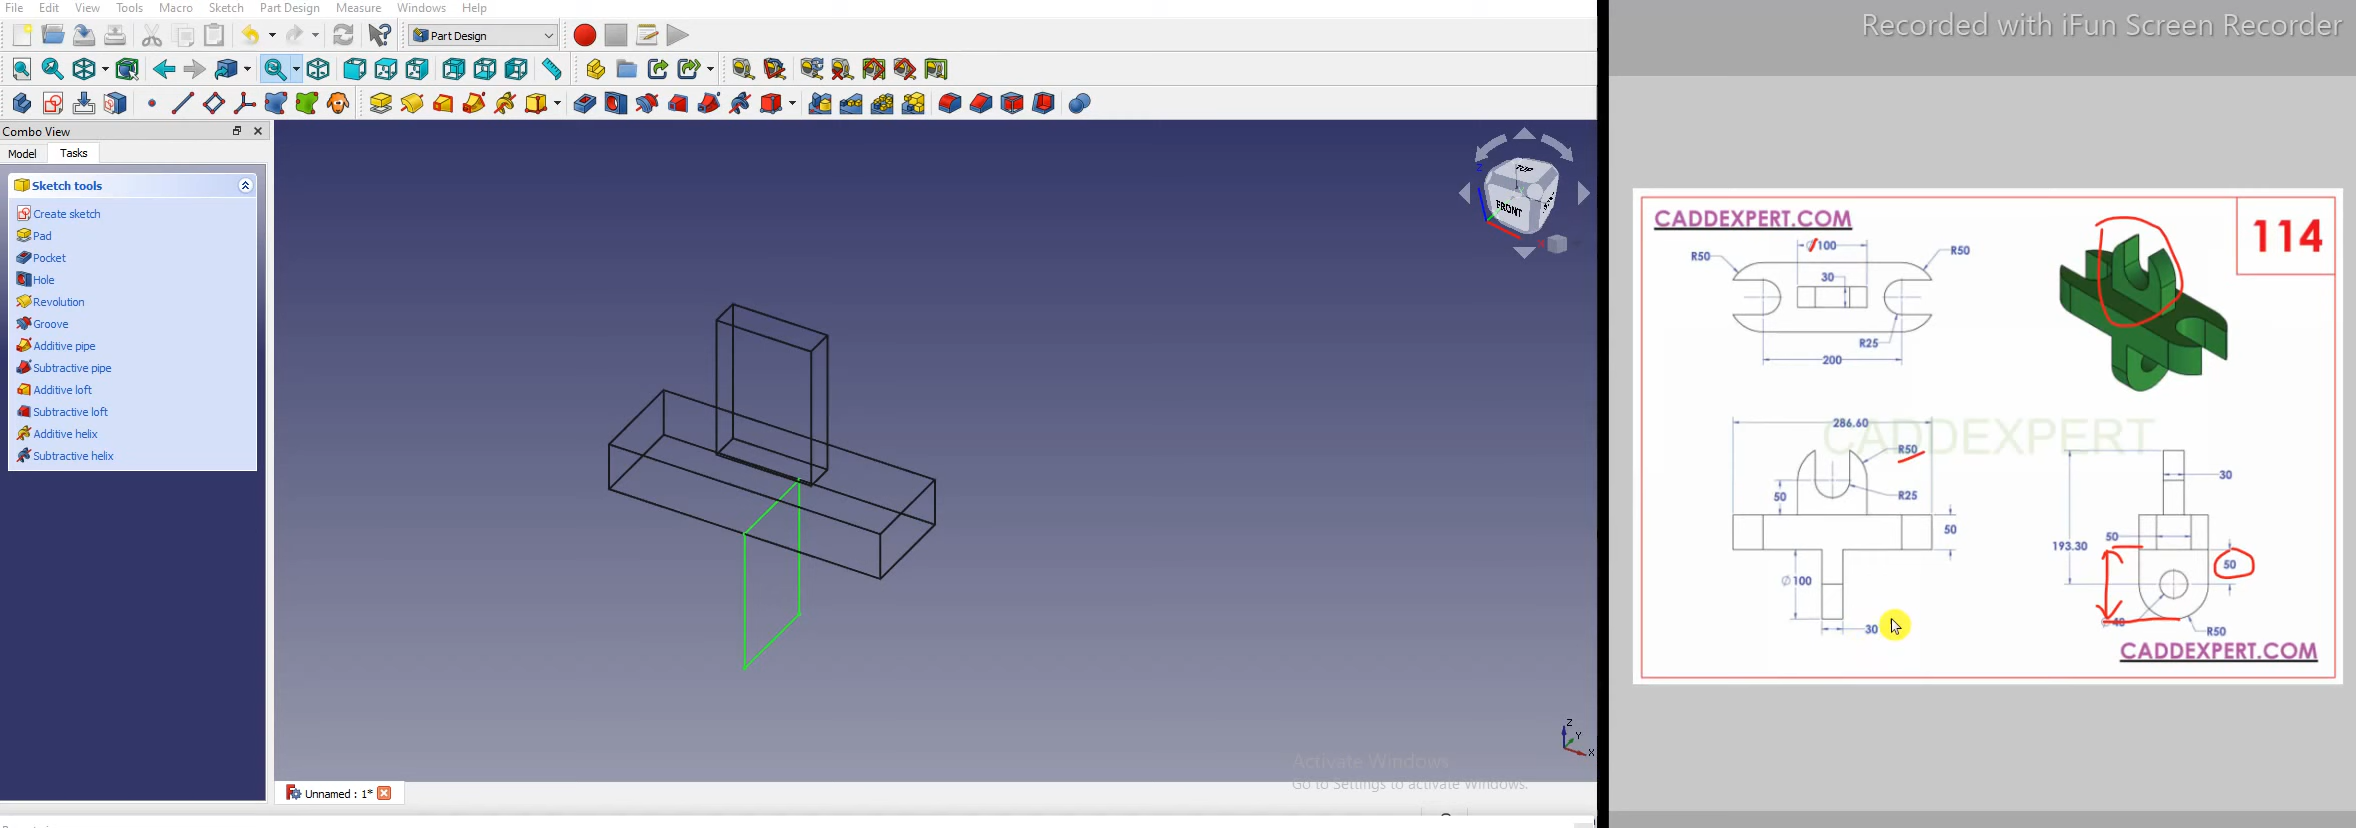 File Edit View Tools Macro Sketch Part Design Measure Windows Help
Part Design
Combo View
Model Tasks
Sketch tools
Create sketch
Pad
Pocket
Hole
Revolution
Groove
Additive pipe
Subtractive pipe
Additive loft
Subtractive loft
Additive helix
Subtractive helix
TOP
FRONT
Z
Y
X
Activate Windows
Go to Settings to activate Windows.
Unnamed : 1*
Recorded with iFun Screen Recorder
CADDEXPERT.COM
114
100
R50
R50
30
R25
200
286.60
CADDEXPERT
R50
50
R25
50
∅100
30
30
50
193.30
50
R50
CADDEXPERT.COM